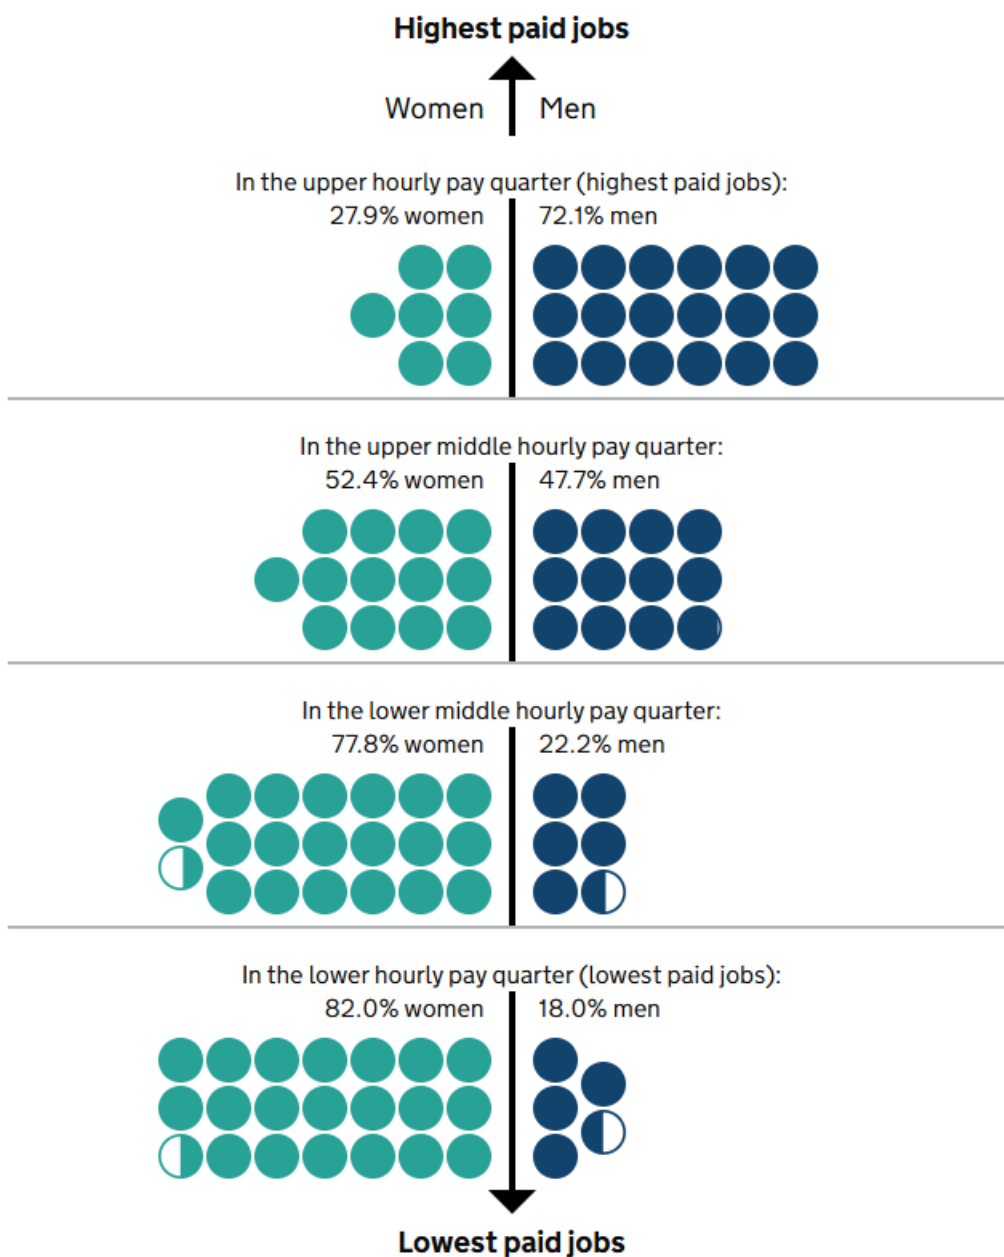 Highest paid jobs
Women Men
In the upper hourly pay quarter (highest paid jobs):
27.9% women 72.1% men
In the upper middle hourly pay quarter:
52.4% women 47.7% men
In the lower middle hourly pay quarter:
77.8% women 22.2% men
In the lower hourly pay quarter (lowest paid jobs):
82.0% women 18.0% men
Lowest paid jobs